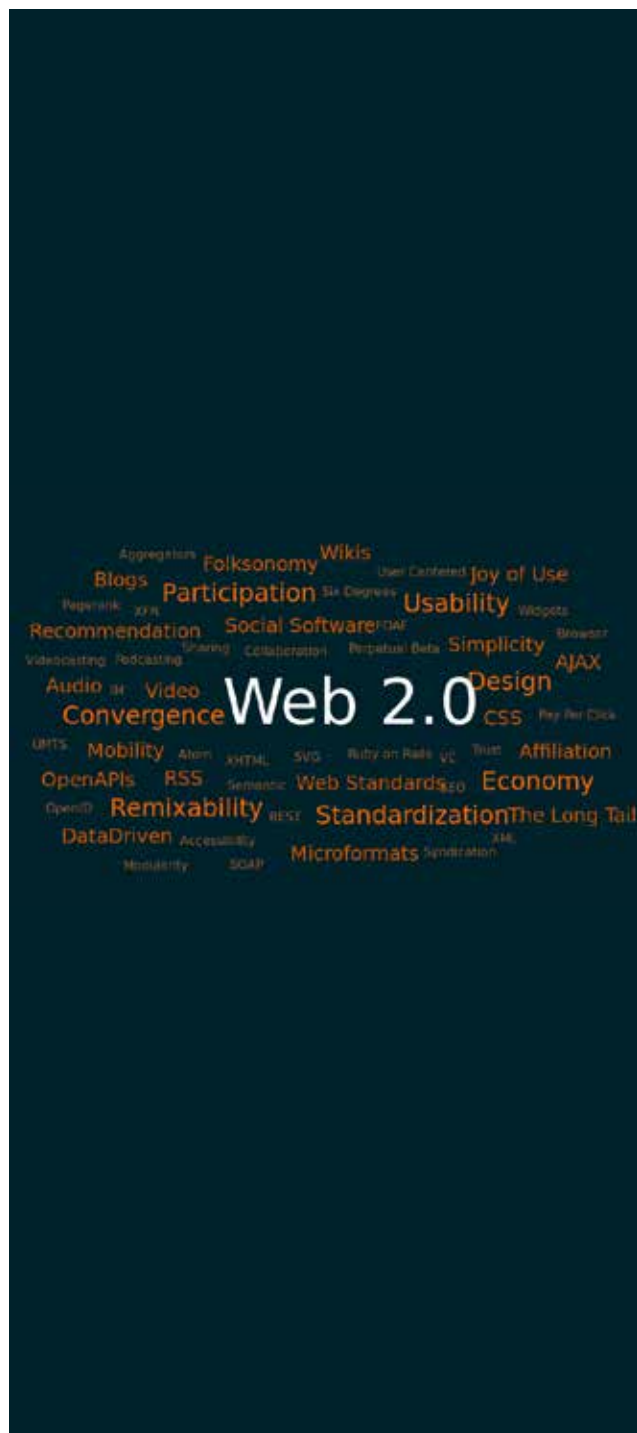 Aggregators Folksonomy Wikis
Blogs Participation Six Degrees User Centered Joy of Use
Pagerank XFN Usability Widgets
Recommendation Social Software FOAF Browser
Videocasting Podcasting Sharing Collaboration Perpetual Beta Simplicity AJAX
Audio IM Video Web 2.0 Design
Convergence CSS Pay Per Click
UMTS Mobility Atom XHTML SVG Ruby on Rails VC Trust Affiliation
OpenAPIs RSS Semantic Web Standards SEO Economy
OpenID Remixability REST Standardization The Long Tail
DataDriven Accessibility XML
Modularity SOAP Microformats Syndication